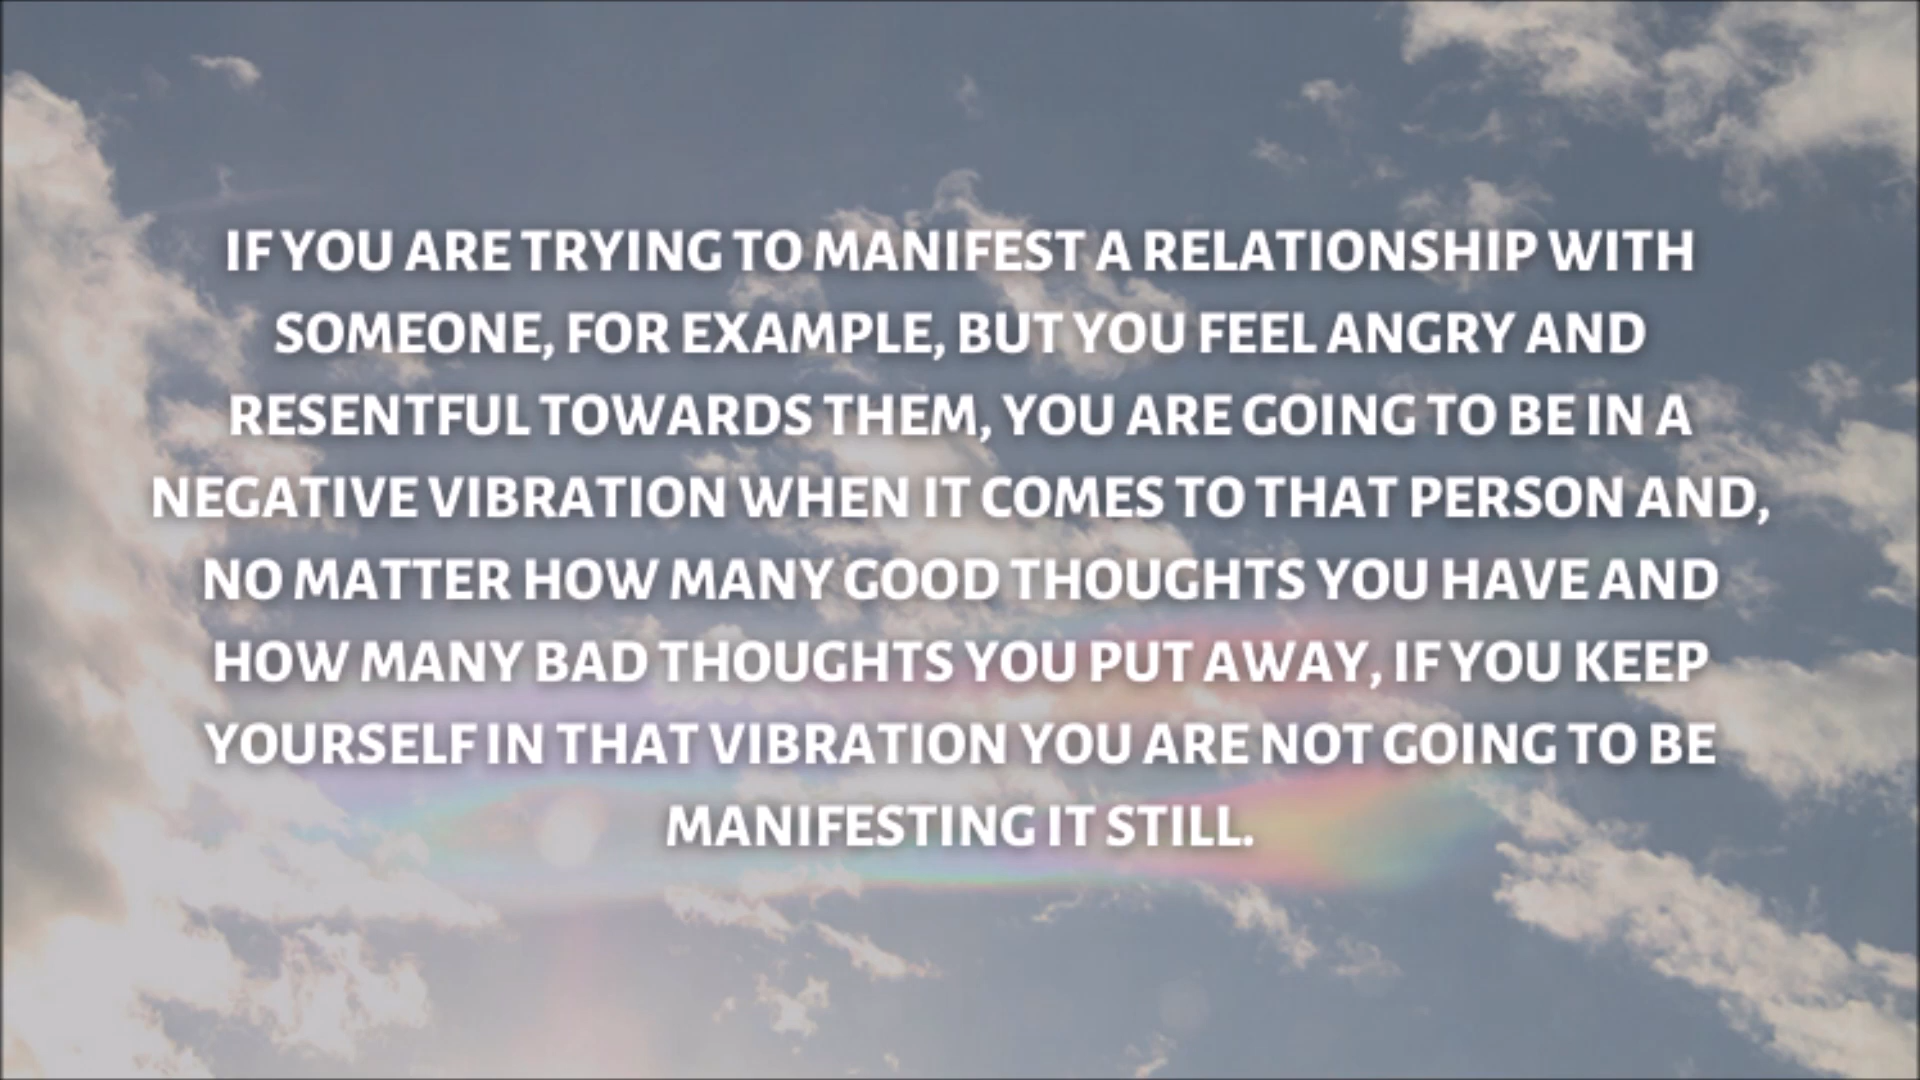 IF YOU ARE TRYING TO MANIFEST A RELATIONSHIP WITH
SOMEONE, FOR EXAMPLE, BUT YOU FEEL ANGRY AND
RESENTFUL TOWARDS THEM, YOU ARE GOING TO BE IN A
NEGATIVE VIBRATION WHEN IT COMES TO THAT PERSON AND,
NO MATTER HOW MANY GOOD THOUGHTS YOU HAVE AND
HOW MANY BAD THOUGHTS YOU PUT AWAY, IF YOU KEEP
YOURSELF IN THAT VIBRATION YOU ARE NOT GOING TO BE
MANIFESTING IT STILL.